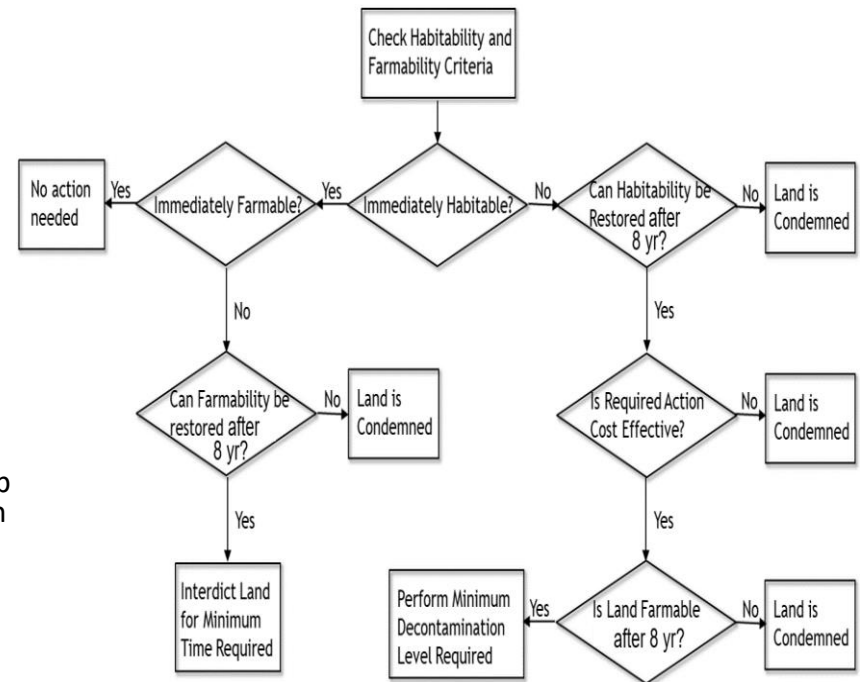 Check Habitability and
Farmability Criteria
No action
needed
Yes
Immediately Farmable?
Yes
Immediately Habitable?
No
Can Habitability be
Restored after
8 yr?
No
Land is
Condemned
No
Yes
Can Farmability be
restored after
8 yr?
No
Land is
Condemned
Is Required Action
Cost Effective?
No
Land is
Condemned
Yes
Yes
Interdict Land
for Minimum
Time Required
Perform Minimum
Decontamination
Level Required
Yes
Is Land Farmable
after 8 yr?
No
Land is
Condemned